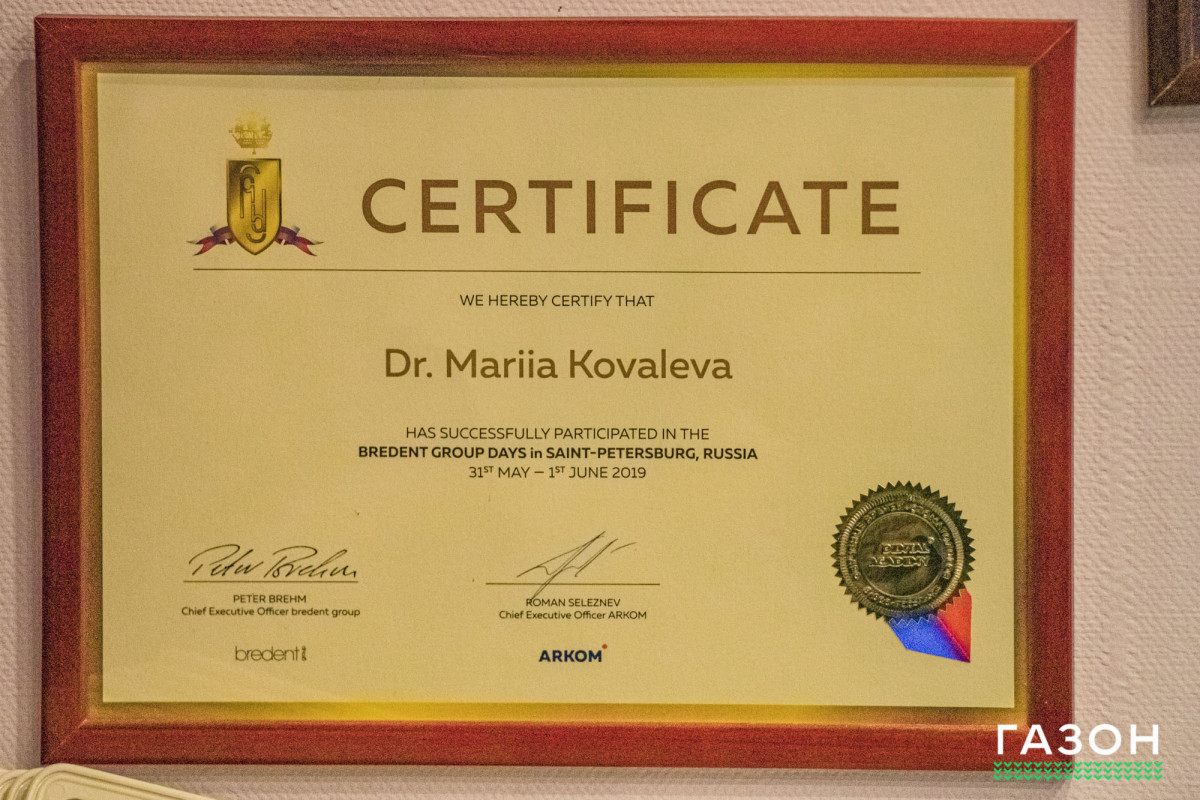 CERTIFICATE
WE HEREBY CERTIFY THAT
Dr. Mariia Kovaleva
HAS SUCCESSFULLY PARTICIPATED IN THE
BREDENT GROUP DAYS in SAINT-PETERSBURG, RUSSIA
31ST MAY – 1ST JUNE 2019
Peter Brehm
PETER BREHM
Chief Executive Officer bredent group
bredent
ROMAN SELEZNEV
Chief Executive Officer ARKOM
ARKOM
DENTAL
ACADEMY
ГАЗОН